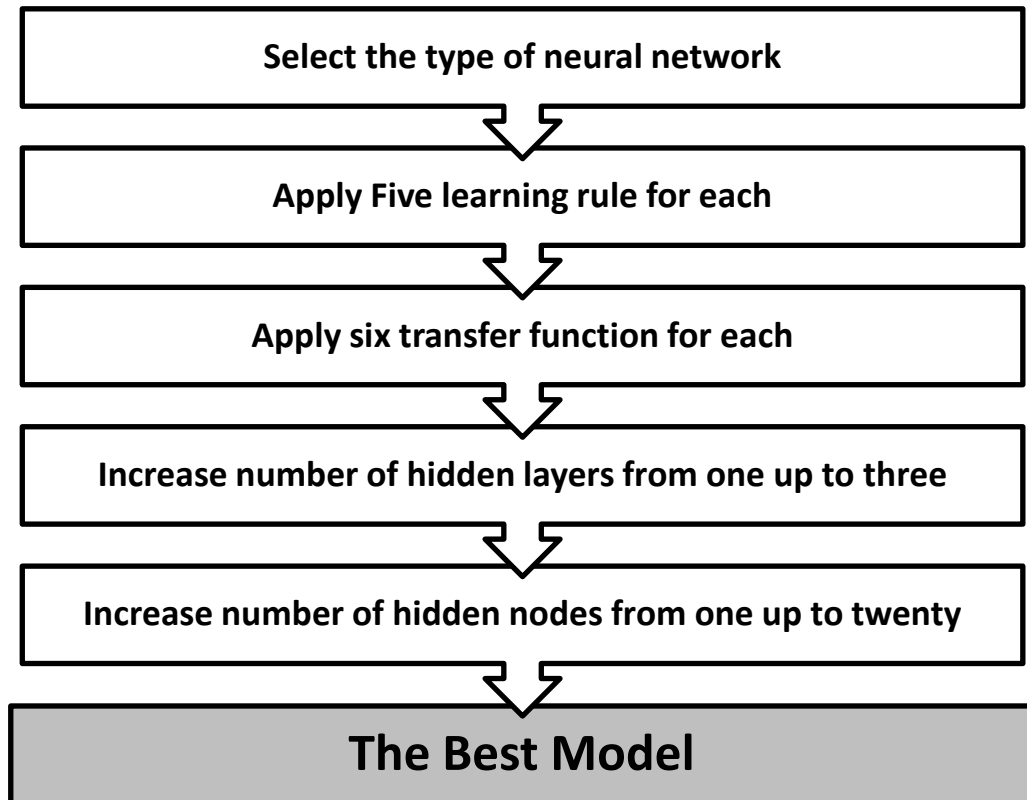 Select the type of neural network
Apply Five learning rule for each
Apply six transfer function for each
Increase number of hidden layers from one up to three
Increase number of hidden nodes from one up to twenty
The Best Model